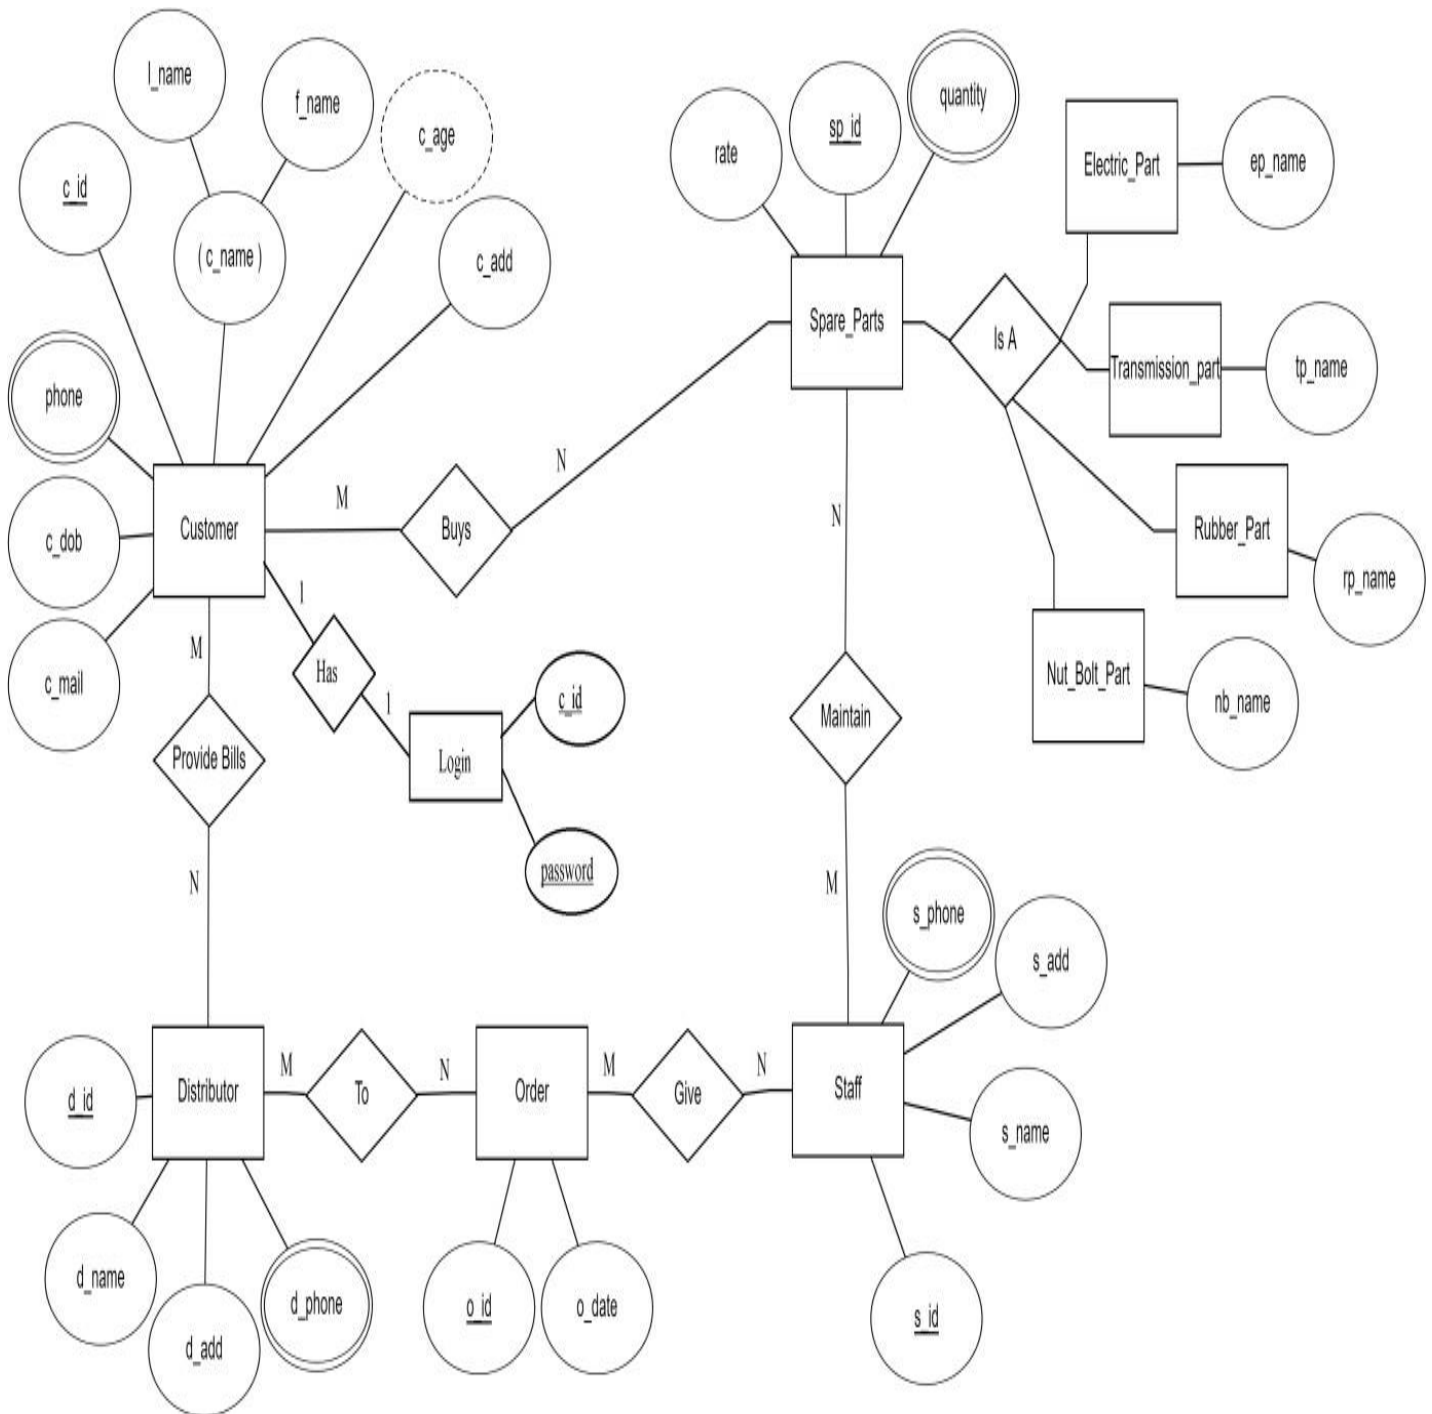 l_name
f_name
c_age
c_id
( c_name )
c_add
phone
c_dob
c_mail
Customer
M
Buys
N
rate
sp_id
quantity
Spare_Parts
Is A
Electric_Part
ep_name
Transmission_part
tp_name
Rubber_Part
rp_name
Nut_Bolt_Part
nb_name
1
Has
1
Login
c_id
password
M
Provide Bills
N
N
Maintain
M
s_phone
s_add
s_name
s_id
Staff
d_id
Distributor
M
To
N
Order
M
Give
N
d_name
d_add
d_phone
o_id
o_date